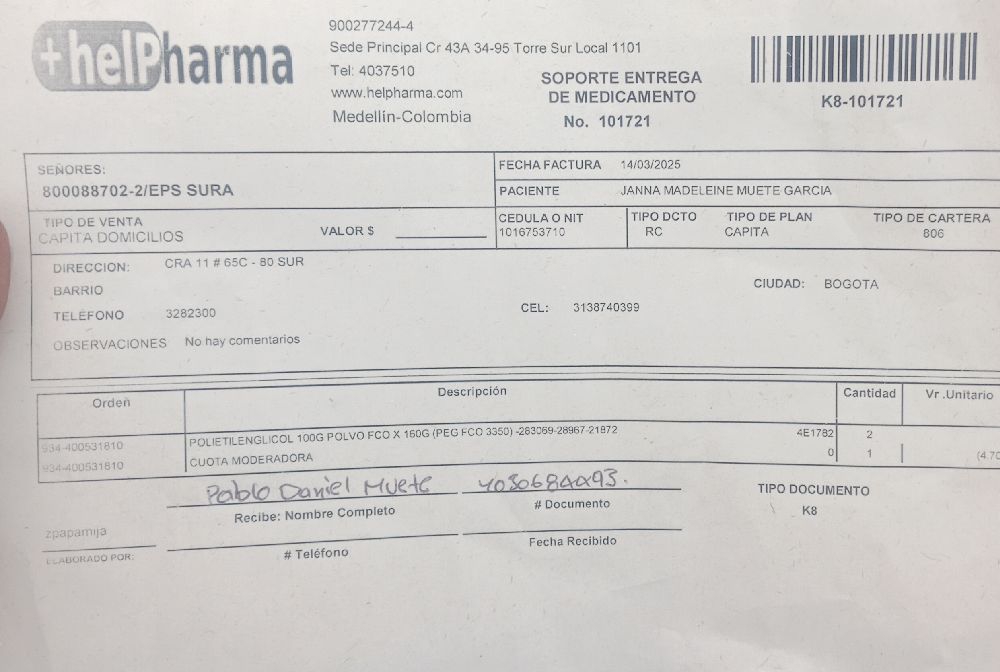 +helPharma
900277244-4
Sede Principal Cr 43A 34-95 Torre Sur Local 1101
Tel: 4037510
www.helpharma.com
Medellín-Colombia
SOPORTE ENTREGA
DE MEDICAMENTO
No. 101721
K8-101721
SEÑORES:
800088702-2/EPS SURA
FECHA FACTURA 14/03/2025
PACIENTE JANNA MADELEINE MUETE GARCIA
TIPO DE VENTA
CAPITA DOMICILIOS
VALOR $
CEDULA O NIT TIPO DCTO TIPO DE PLAN TIPO DE CARTERA
1016753710 RC CAPITA 806
DIRECCION: CRA 11 # 65C - 80 SUR
BARRIO
CIUDAD: BOGOTA
TELÉFONO 3282300
CEL: 3138740399
OBSERVACIONES No hay comentarios
Orden Descripción Cantidad Vr .Unitario
934-400531810 POLIETILENGLICOL 100G POLVO FCO X 160G (PEG FCO 3350) -283069-28967-21872 4E1782 2
934-400531810 CUOTA MODERADORA 0 1 (4.70
Pablo Daniel Muete
Recibe: Nombre Completo # Documento
TIPO DOCUMENTO
K8
zpapamija
ELABORADO POR:
# Teléfono Fecha Recibido